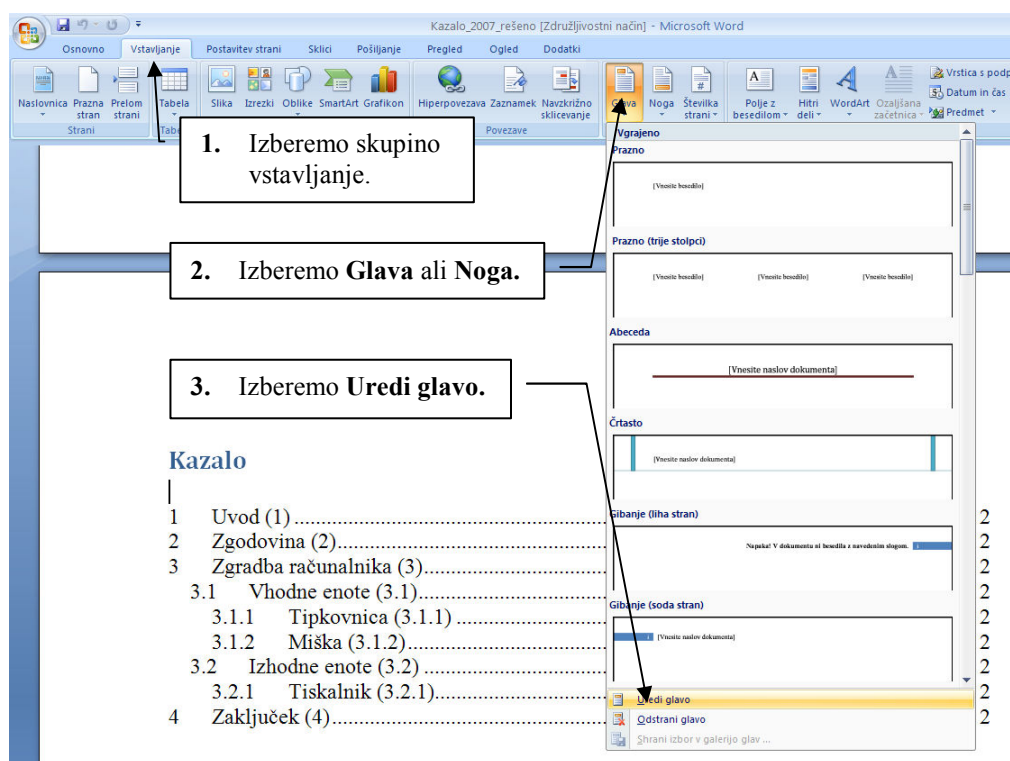 Kazalo_2007_rešeno [Združljivostni način] - Microsoft Word
Osnovno Vstavljanje Postavitev strani Sklici Pošiljanje Pregled Ogled Dodatki
Naslovnica Prazna stran Prelom strani Tabela Slika Izrezki Oblike SmartArt Grafikon Hiperpovezava Zaznamek Navzkrižno sklicevanje Glava Noga Številka strani Polje z besedilom Hitri deli WordArt Ozaljšana začetnica
Vrstica s podp
Datum in čas
Predmet
Strani Tabe Povezave
1. Izberemo skupino
vstavljanje.
2. Izberemo Glava ali Noga.
3. Izberemo Uredi glavo.
Vgrajeno
Prazno
[Vnesite besedilo]
Prazno (trije stolpci)
[Vnesite besedilo] [Vnesite besedilo] [Vnesite besedilo]
Abeceda
[Vnesite naslov dokumenta]
Črtasto
[Vnesite naslov dokumenta]
Gibanje (liha stran)
Napaka! V dokumentu ni besedila z navedenim slogom. 1
Gibanje (soda stran)
1 [Vnesite naslov dokumenta]
Uredi glavo
Odstrani glavo
Shrani izbor v galerijo glav ...
Kazalo
1 Uvod (1) ........ 2
2 Zgodovina (2)........ 2
3 Zgradba računalnika (3)........ 2
3.1 Vhodne enote (3.1)........ 2
3.1.1 Tipkovnica (3.1.1) ........ 2
3.1.2 Miška (3.1.2)........ 2
3.2 Izhodne enote (3.2) ........ 2
3.2.1 Tiskalnik (3.2.1)........ 2
4 Zaključek (4)........ 2